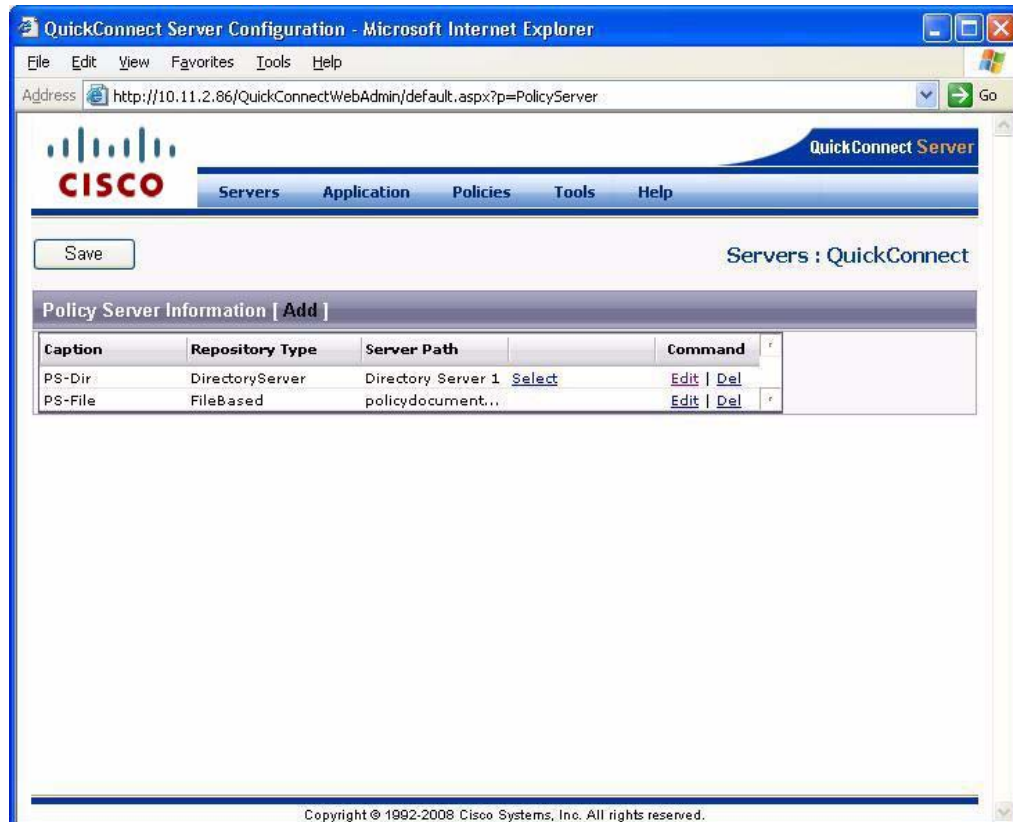 QuickConnect Server Configuration - Microsoft Internet Explorer
File Edit View Favorites Tools Help
Address http://10.11.2.86/QuickConnectWebAdmin/default.aspx?p=PolicyServer Go
QuickConnect Server
CISCO
Servers Application Policies Tools Help
Save
Servers : QuickConnect
Policy Server Information [ Add ]
Caption Repository Type Server Path Command
PS-Dir DirectoryServer Directory Server 1 Select Edit | Del
PS-File FileBased policydocument... Edit | Del
Copyright © 1992-2008 Cisco Systems, Inc. All rights reserved.